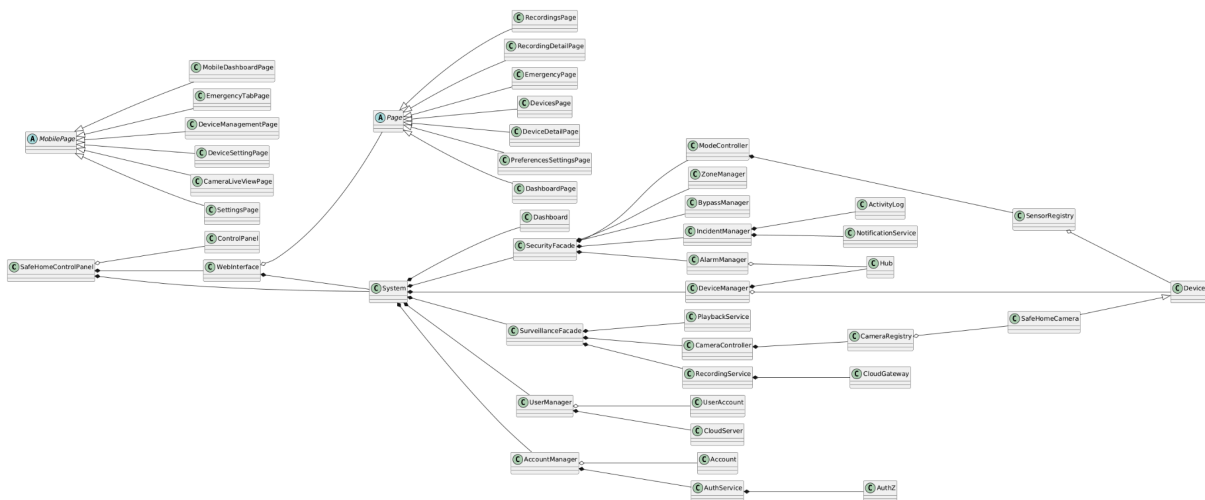 C RecordingsPage
C RecordingDetailPage
C MobileDashboardPage
C EmergencyPage
C EmergencyTabPage
C DevicesPage
A Page
C DeviceManagementPage
C DeviceDetailPage
A MobilePage
C DeviceSettingPage
C PreferencesSettingsPage
C ModeController
C CameraLiveViewPage
C DashboardPage
C ZoneManager
C SettingsPage
C BypassManager
C ActivityLog
C Dashboard
C SensorRegistry
C ControlPanel
C SecurityFacade
C IncidentManager
C NotificationService
C SafeHomeControlPanel
C WebInterface
C AlarmManager
C Hub
C System
C DeviceManager
C Device
C PlaybackService
C SafeHomeCamera
C SurveillanceFacade
C CameraController
C CameraRegistry
C RecordingService
C CloudGateway
C UserManager
C UserAccount
C CloudServer
C AccountManager
C Account
C AuthService
C AuthZ